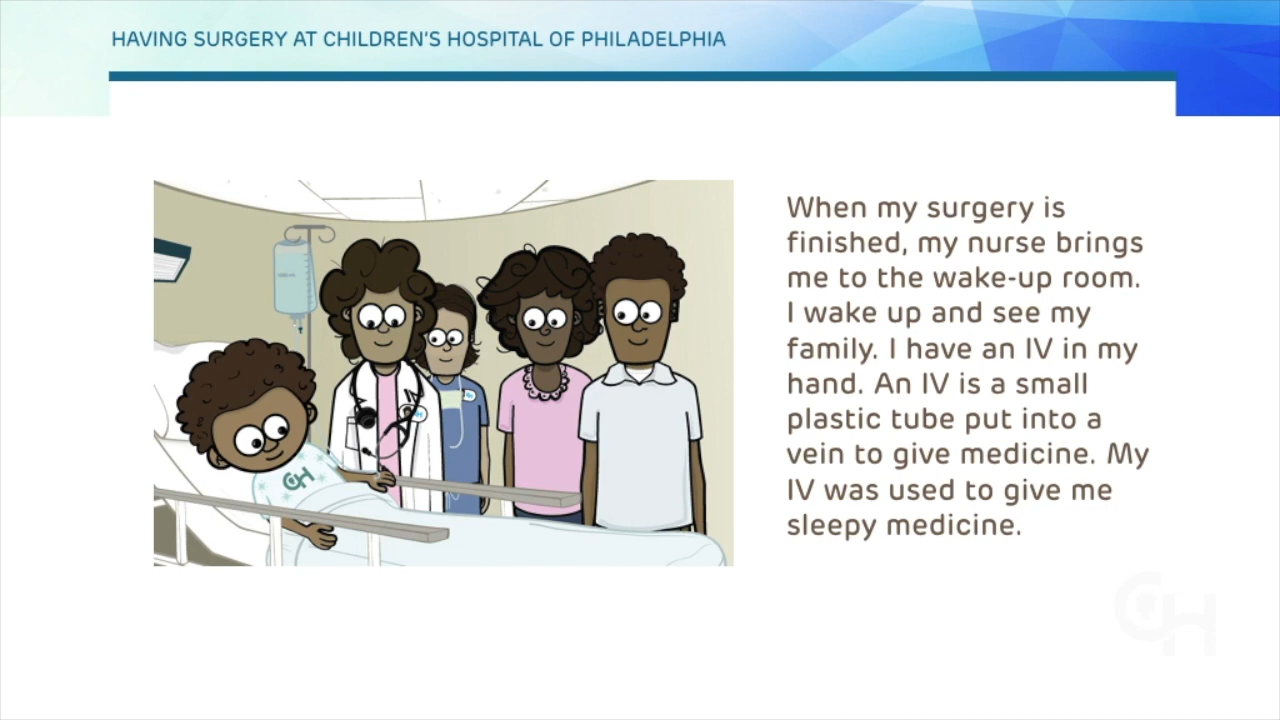 HAVING SURGERY AT CHILDREN'S HOSPITAL OF PHILADELPHIA
When my surgery is
finished, my nurse brings
me to the wake-up room.
I wake up and see my
family. I have an IV in my
hand. An IV is a small
plastic tube put into a
vein to give medicine. My
IV was used to give me
sleepy medicine.
CH
CH